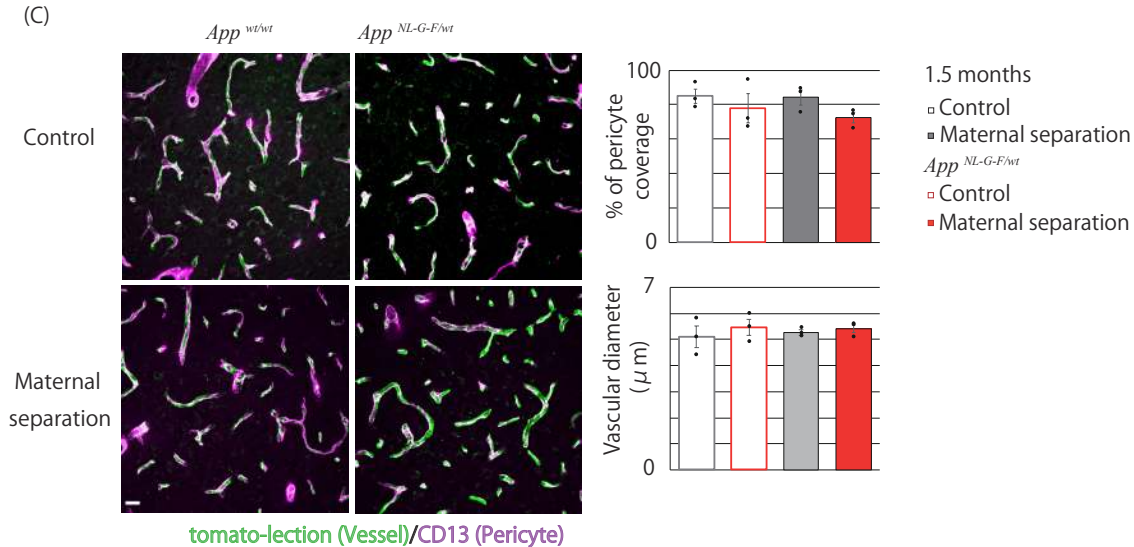 (C)
App wt/wt
App NL-G-F/wt
Control
Maternal
separation
tomato-lection (Vessel)/CD13 (Pericyte)
100
% of pericyte
coverage
0
7
Vascular diameter
(μm)
0
1.5 months
Control
Maternal separation
App NL-G-F/wt
Control
Maternal separation